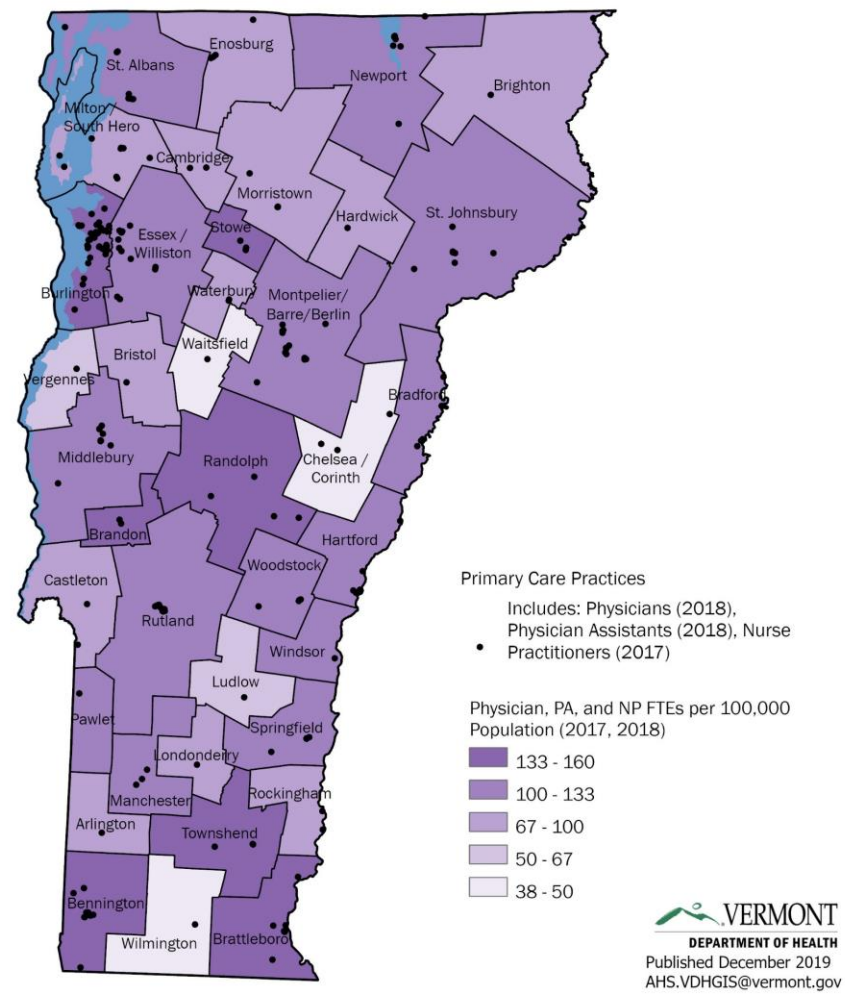 Enosburg
St. Albans
Newport
Brighton
Milton /
South Hero
Cambridge
Morristown
Hardwick
St. Johnsbury
Stowe
Essex /
Williston
Burlington
Waterbury
Montpelier/
Barre/Berlin
Waitsfield
Bristol
Vergennes
Bradford
Middlebury
Randolph
Chelsea /
Corinth
Brandon
Hartford
Woodstock
Castleton
Rutland
Windsor
Ludlow
Pawlet
Springfield
Londonderry
Manchester
Rockingham
Arlington
Townshend
Bennington
Wilmington
Brattleboro
Primary Care Practices
Includes: Physicians (2018),
Physician Assistants (2018), Nurse
Practitioners (2017)
Physician, PA, and NP FTEs per 100,000
Population (2017, 2018)
133 - 160
100 - 133
67 - 100
50 - 67
38 - 50
VERMONT
DEPARTMENT OF HEALTH
Published December 2019
AHS.VDHGIS@vermont.gov